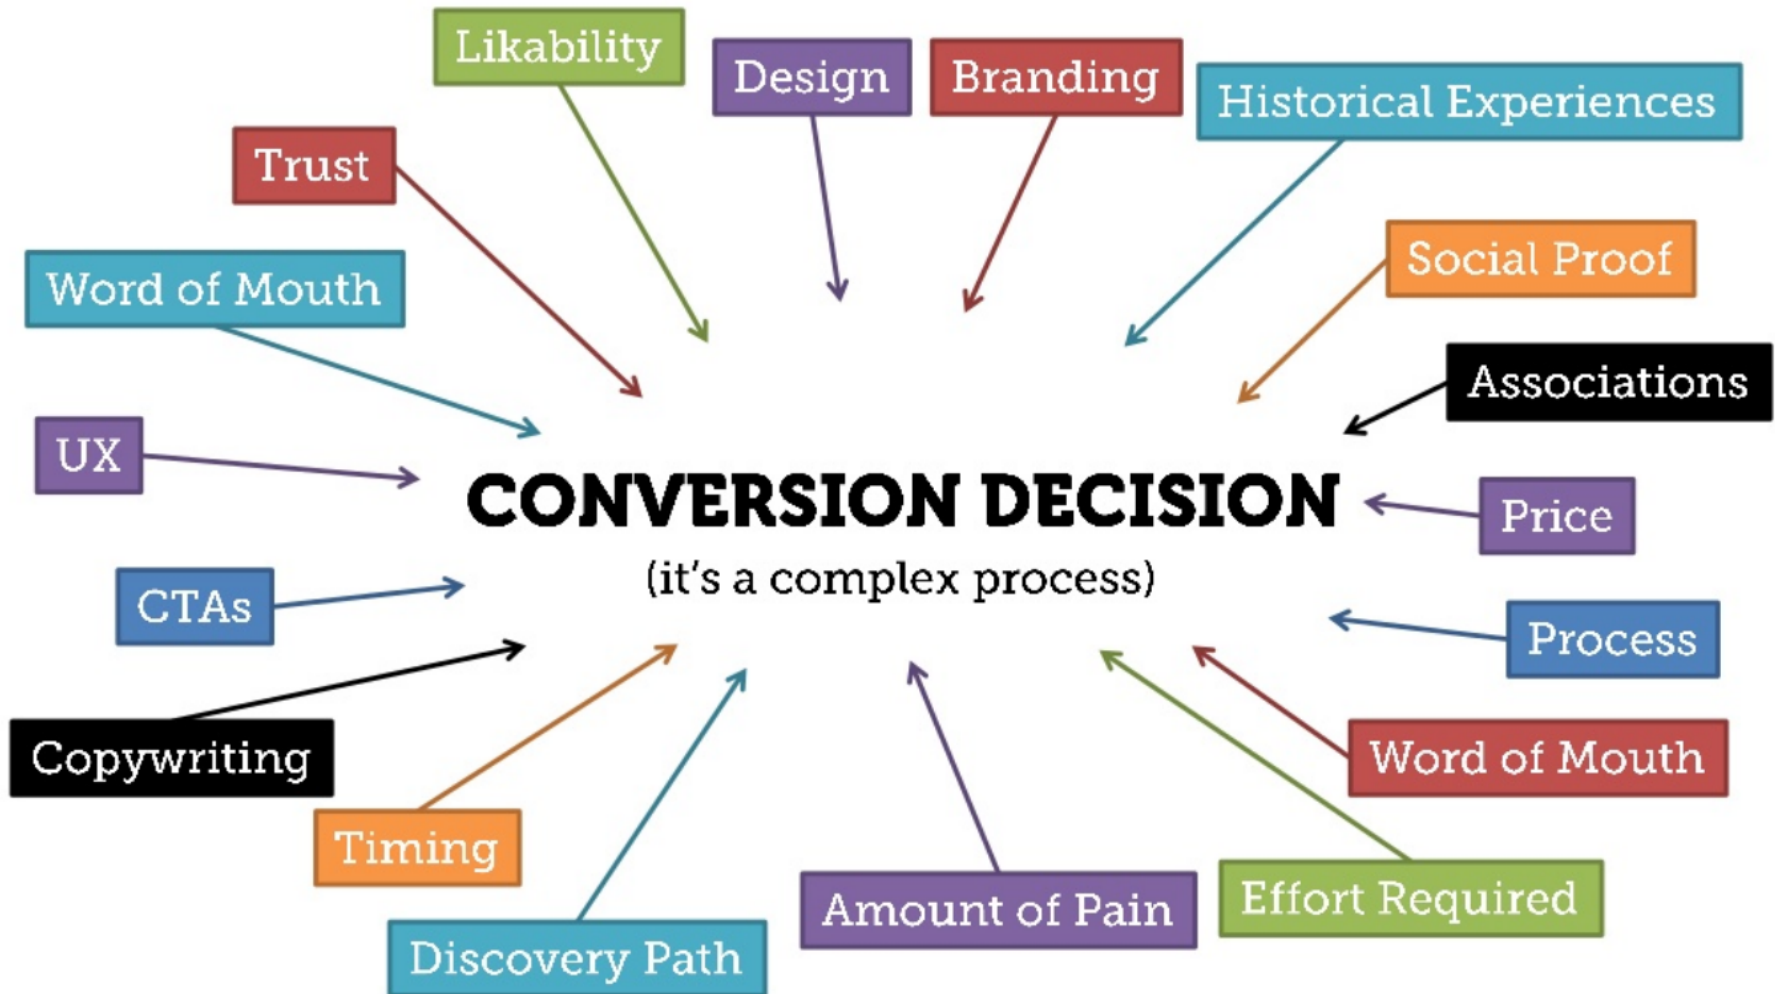 Likability
Design
Branding
Historical Experiences
Trust
Social Proof
Word of Mouth
Associations
UX
CONVERSION DECISION
Price
(it's a complex process)
CTAs
Process
Copywriting
Word of Mouth
Timing
Effort Required
Amount of Pain
Discovery Path